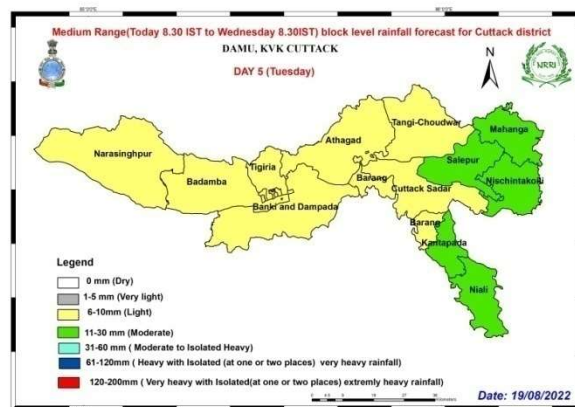 Medium Range(Today 8.30 IST to Wednesday 8.30IST) block level rainfall forecast for Cuttack district
DAMU, KVK CUTTACK
DAY 5 (Tuesday)
N
NRRI
Tangi-Choudwar
Mahanga
Athagad
Narasinghpur
Salepur
Tigiria
Badamba
Barang
Nischintakoili
Cuttack Sadar
Banki and Dampada
Barang
Kantapada
Niali
Legend
0 mm (Dry)
1-5 mm (Very light)
6-10mm (Light)
11-30 mm (Moderate)
31-60 mm ( Moderate to Isolated Heavy)
61-120mm ( Heavy with Isolated (at one or two places) very heavy rainfall)
120-200mm ( Very heavy with Isolated(at one or two places) extremly heavy rainfall)
Date: 19/08/2022